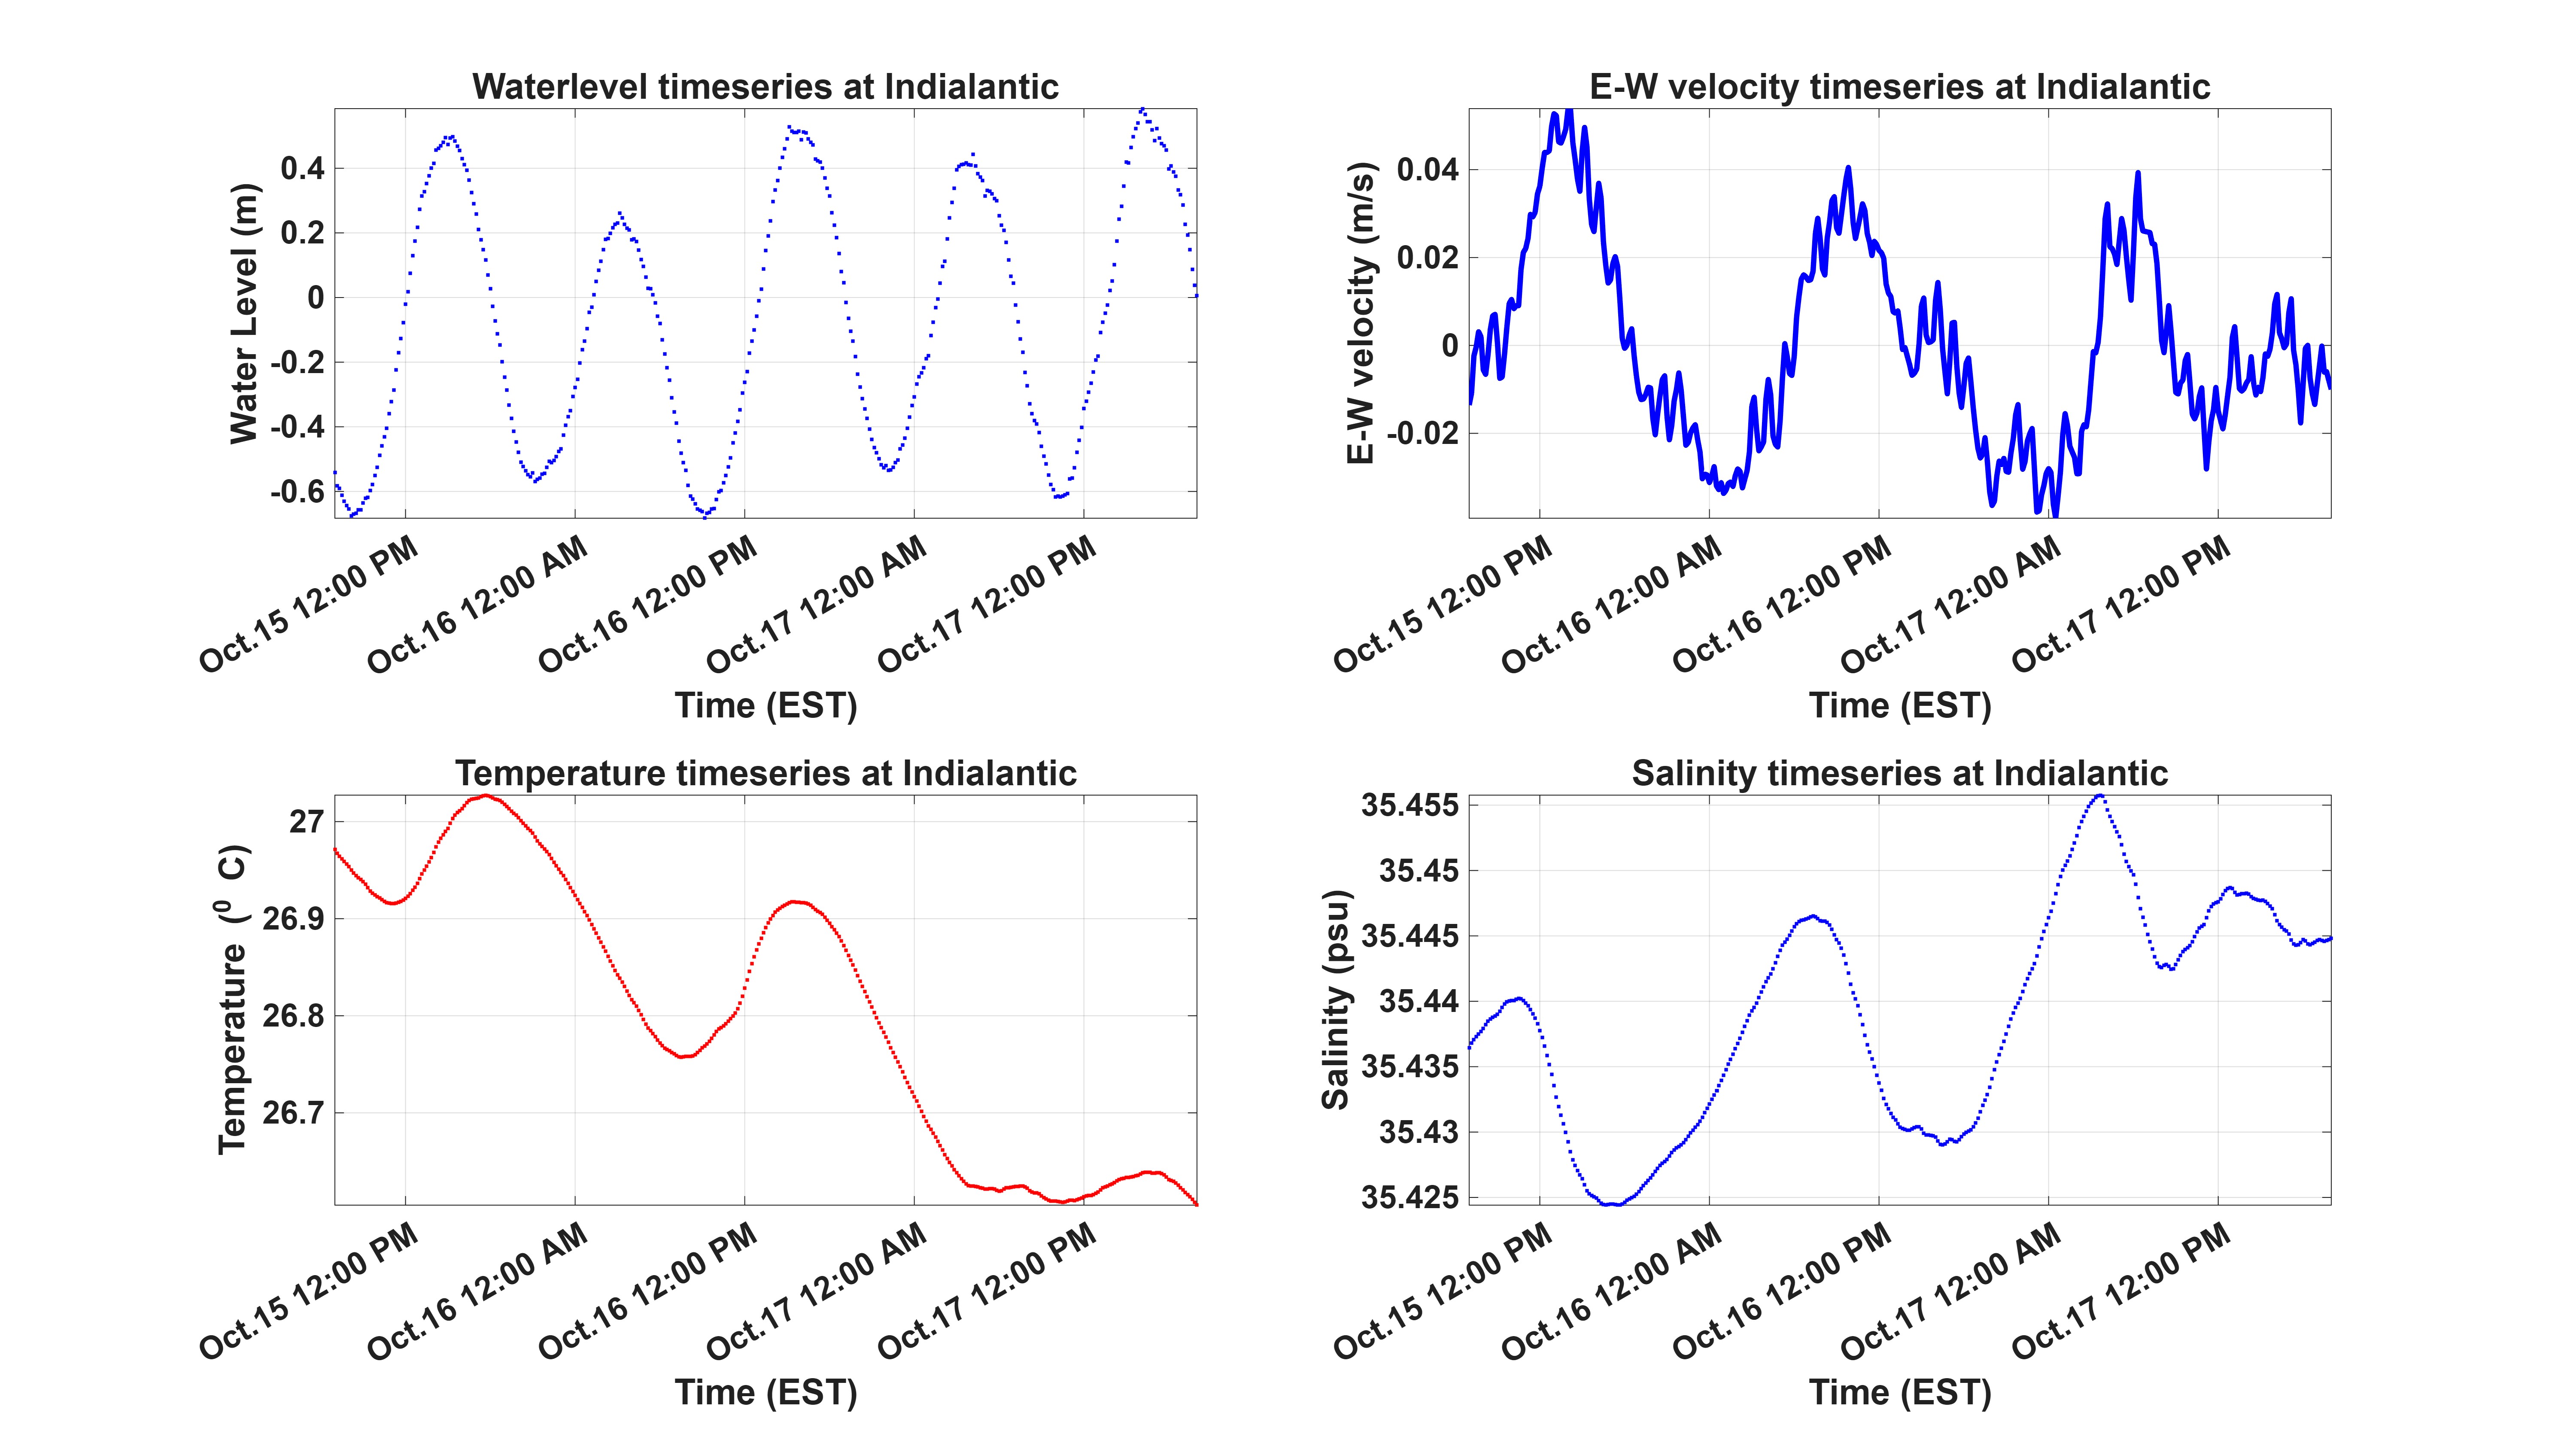 Waterlevel timeseries at Indialantic
Water Level (m)
0.4
0.2
0
-0.2
-0.4
-0.6
Oct.15 12:00 PM
Oct.16 12:00 AM
Oct.16 12:00 PM
Oct.17 12:00 AM
Oct.17 12:00 PM
Time (EST)
E-W velocity timeseries at Indialantic
E-W velocity (m/s)
0.04
0.02
0
-0.02
Oct.15 12:00 PM
Oct.16 12:00 AM
Oct.16 12:00 PM
Oct.17 12:00 AM
Oct.17 12:00 PM
Time (EST)
Temperature timeseries at Indialantic
Temperature (⁰ C)
27
26.9
26.8
26.7
Oct.15 12:00 PM
Oct.16 12:00 AM
Oct.16 12:00 PM
Oct.17 12:00 AM
Oct.17 12:00 PM
Time (EST)
Salinity timeseries at Indialantic
Salinity (psu)
35.455
35.45
35.445
35.44
35.435
35.43
35.425
Oct.15 12:00 PM
Oct.16 12:00 AM
Oct.16 12:00 PM
Oct.17 12:00 AM
Oct.17 12:00 PM
Time (EST)